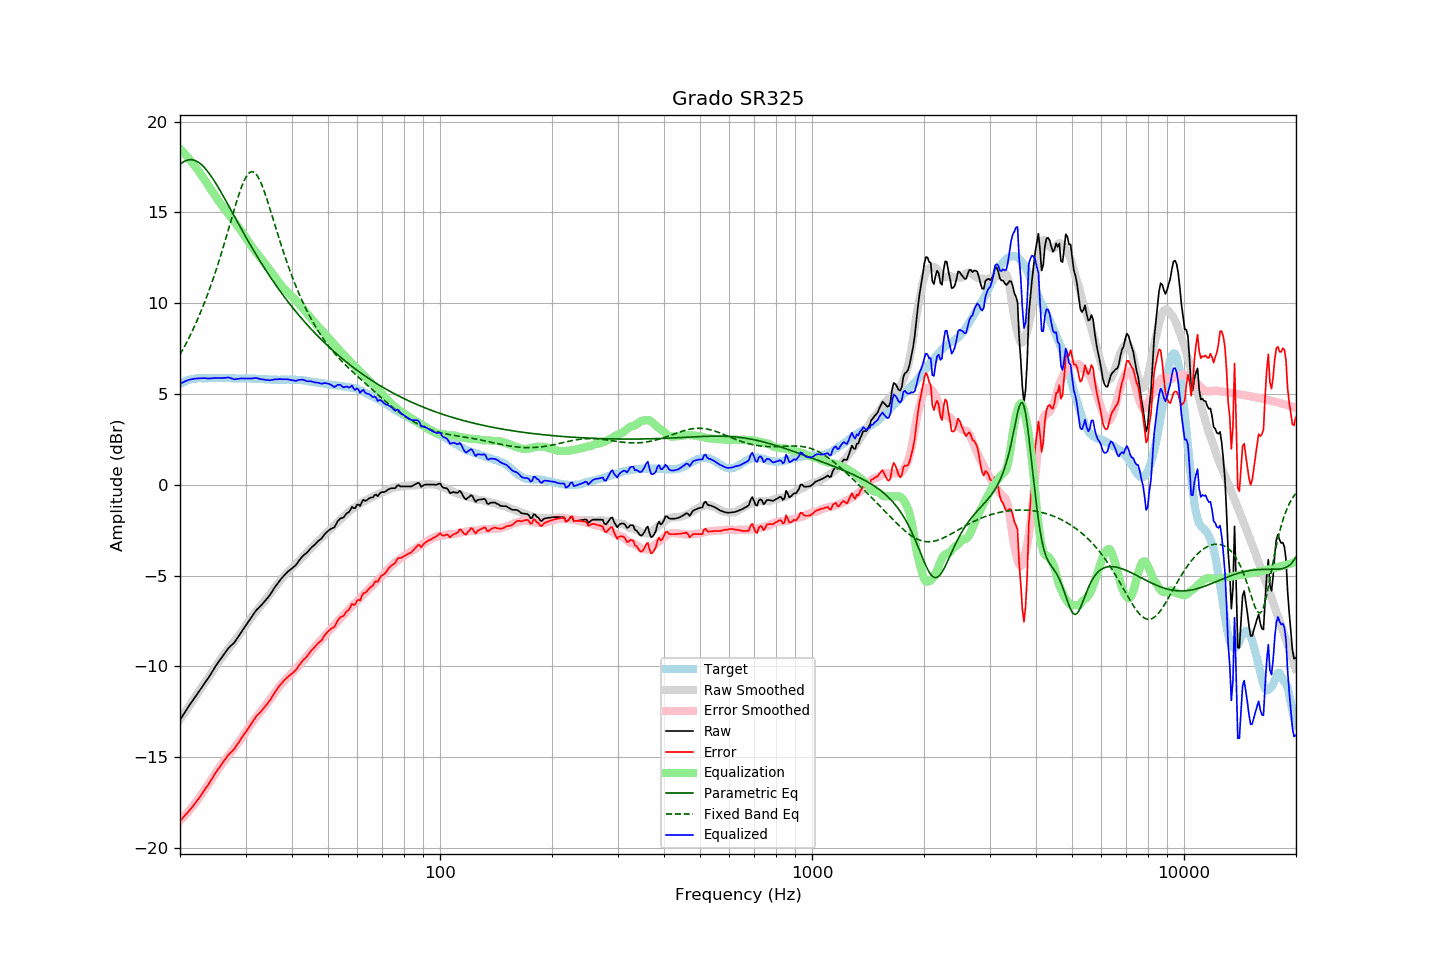 Grado SR325
Amplitude (dBr)
20
15
10
5
0
−5
−10
−15
−20
100
1000
10000
Frequency (Hz)
Target
Raw Smoothed
Error Smoothed
Raw
Error
Equalization
Parametric Eq
Fixed Band Eq
Equalized